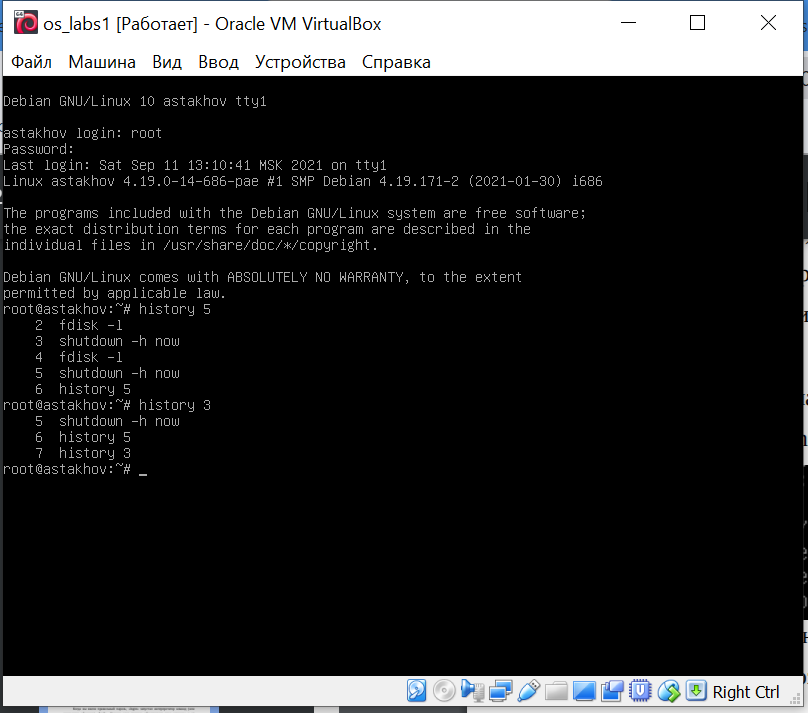 os_labs1 [Работает] - Oracle VM VirtualBox
Файл Машина Вид Ввод Устройства Справка
Debian GNU/Linux 10 astakhov tty1
astakhov login: root
Password:
Last login: Sat Sep 11 13:10:41 MSK 2021 on tty1
Linux astakhov 4.19.0-14-686-pae #1 SMP Debian 4.19.171-2 (2021-01-30) i686
The programs included with the Debian GNU/Linux system are free software;
the exact distribution terms for each program are described in the
individual files in /usr/share/doc/*/copyright.
Debian GNU/Linux comes with ABSOLUTELY NO WARRANTY, to the extent
permitted by applicable law.
root@astakhov:~# history 5
2 fdisk -l
3 shutdown -h now
4 fdisk -l
5 shutdown -h now
6 history 5
root@astakhov:~# history 3
5 shutdown -h now
6 history 5
7 history 3
root@astakhov:~# _
Right Ctrl